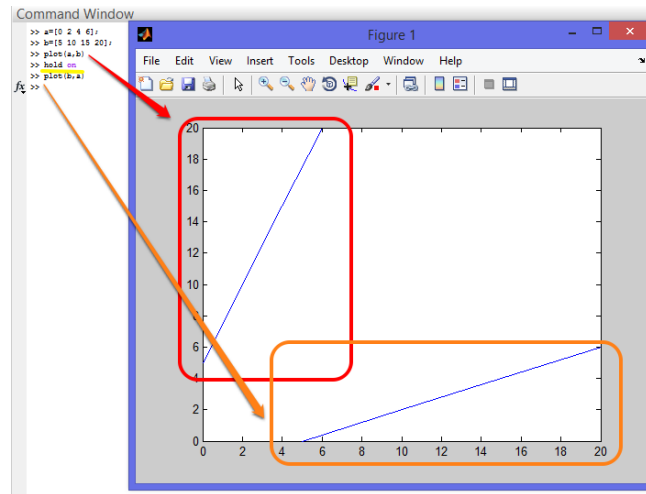 Command Window
>> a=[0 2 4 6];
>> b=[5 10 15 20];
>> plot(a,b)
>> hold on
>> plot(b,a)
fx >>
Figure 1
File Edit View Insert Tools Desktop Window Help
20
18
16
14
12
10
8
6
4
2
0
0 2 4 6 8 10 12 14 16 18 20